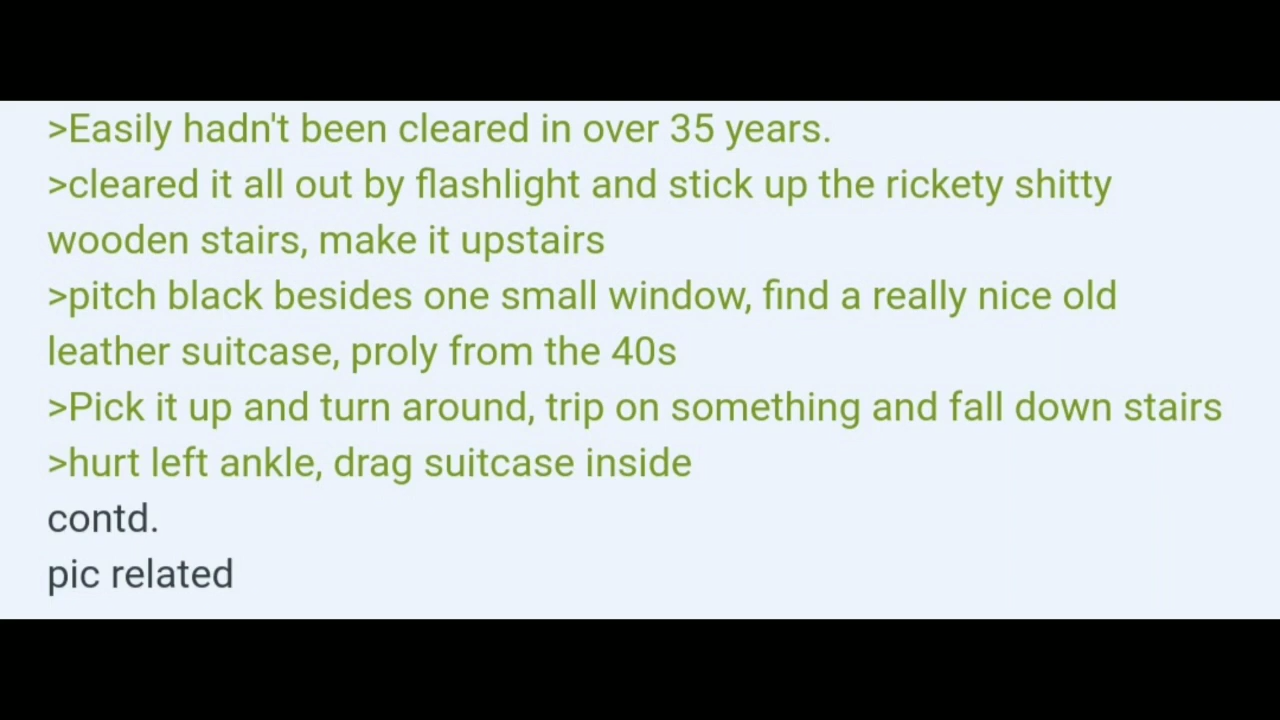 >Easily hadn't been cleared in over 35 years.
>cleared it all out by flashlight and stick up the rickety shitty
wooden stairs, make it upstairs
>pitch black besides one small window, find a really nice old
leather suitcase, proly from the 40s
>Pick it up and turn around, trip on something and fall down stairs
>hurt left ankle, drag suitcase inside
contd.
pic related